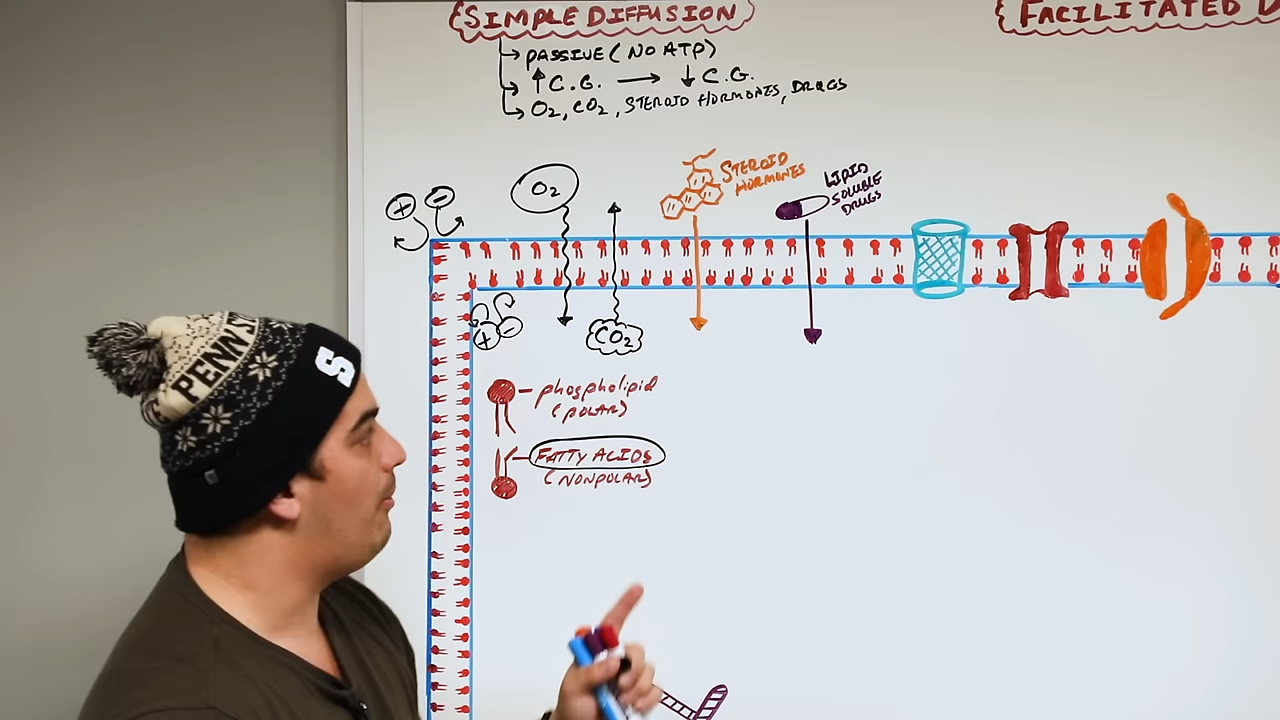 SIMPLE DIFFUSION
FACILITATED D
→ PASSIVE (NO ATP)
→ ↑ C.G. → ↓ C.G.
→ O2, CO2, STEROID HORMONES, DRUGS
+ -
O2
STEROID
HORMONES
LIPID
SOLUBLE
DRUGS
+ -
CO2
PENN ST
S
phospholipid
(POLAR)
FATTY ACIDS
(NONPOLAR)